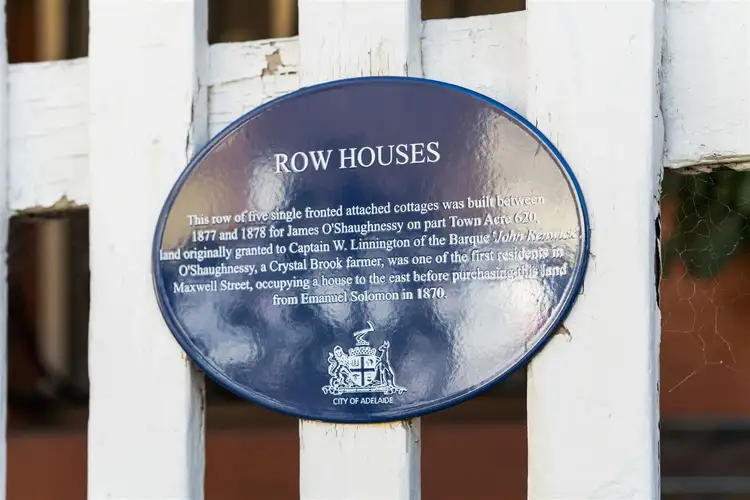 ROW HOUSES
This row of five single fronted attached cottages was built between
1877 and 1878 for James O'Shaughnessy on part Town Acre 620,
land originally granted to Captain W. Linnington of the Barque 'John Renwick'
O'Shaughnessy, a Crystal Brook farmer, was one of the first residents in
Maxwell Street, occupying a house to the east before purchasing this land
from Emanuel Solomon in 1870.
CITY OF ADELAIDE